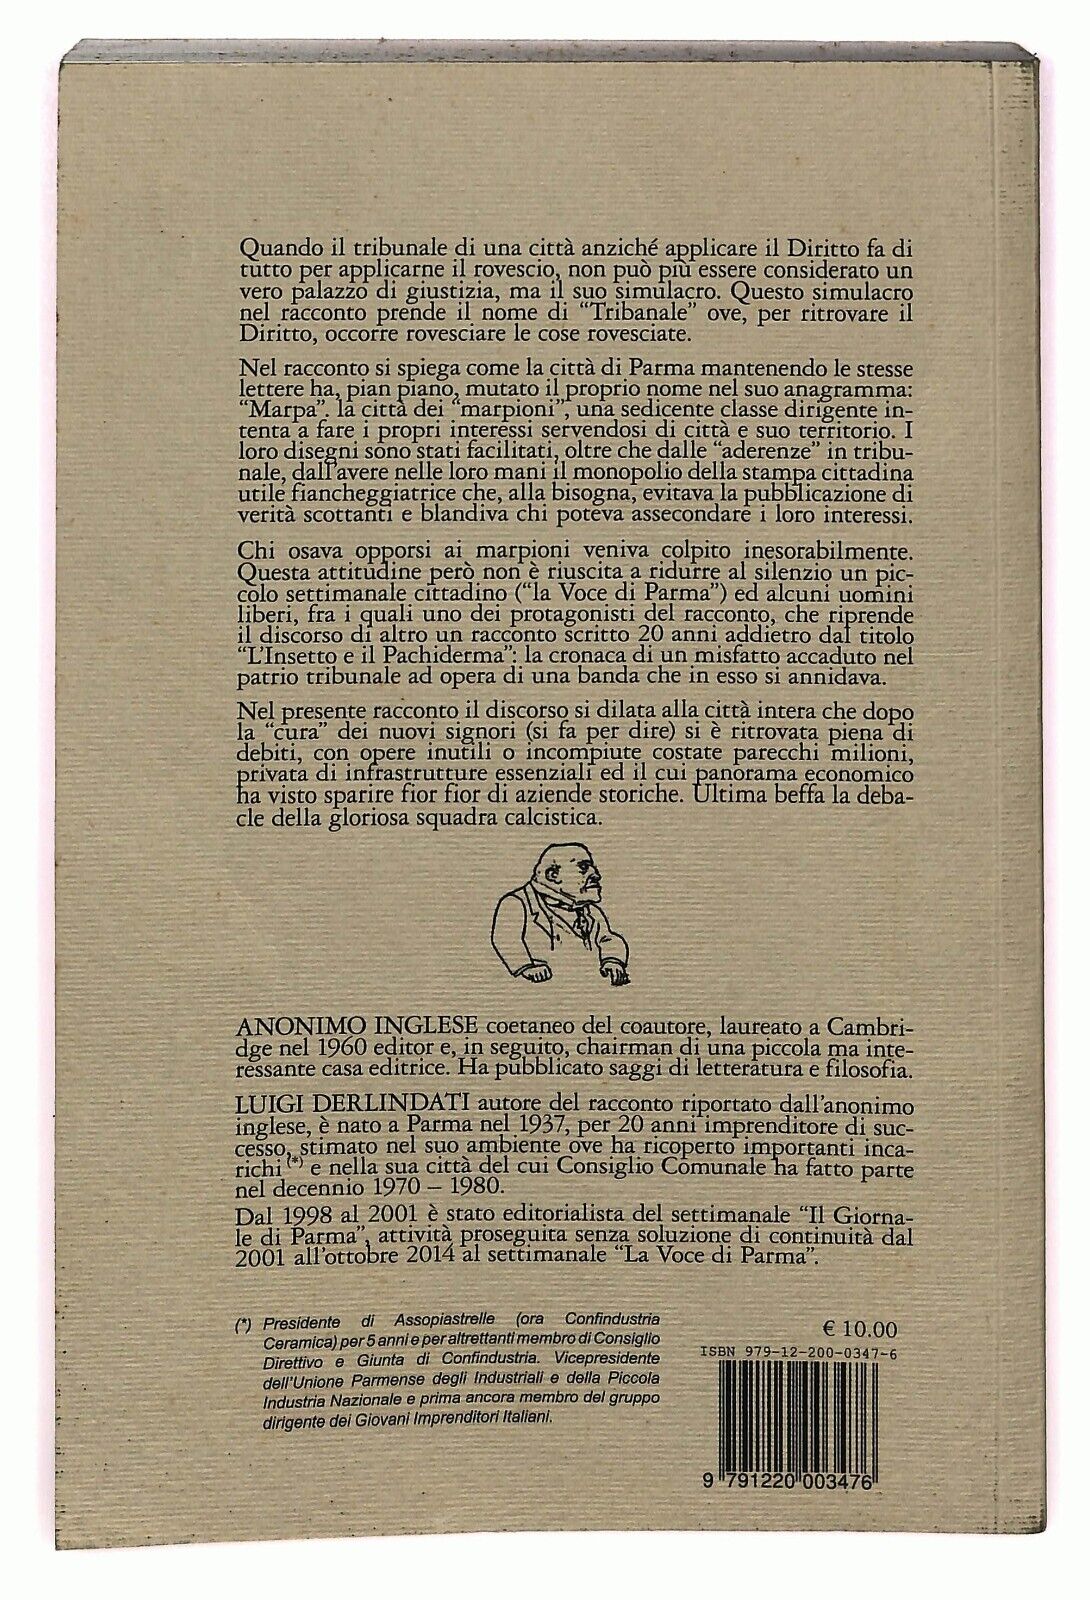 Quando il tribunale di una città anziché applicare il Diritto fa di
tutto per applicarne il rovescio, non può più essere considerato un
vero palazzo di giustizia, ma il suo simulacro. Questo simulacro
nel racconto prende il nome di “Tribanale” ove, per ritrovare il
Diritto, occorre rovesciare le cose rovesciate.
Nel racconto si spiega come la città di Parma mantenendo le stesse
lettere ha, pian piano, mutato il proprio nome nel suo anagramma:
“Marpa”. la città dei “marpioni”, una sedicente classe dirigente in-
tenta a fare i propri interessi servendosi di città e suo territorio. I
loro disegni sono stati facilitati, oltre che dalle “aderenze” in tribu-
nale, dall'avere nelle loro mani il monopolio della stampa cittadina
utile fiancheggiatrice che, alla bisogna, evitava la pubblicazione di
verità scottanti e blandiva chi poteva assecondare i loro interessi.
Chi osava opporsi ai marpioni veniva colpito inesorabilmente.
Questa attitudine però non è riuscita a ridurre al silenzio un pic-
colo settimanale cittadino (“la Voce di Parma”) ed alcuni uomini
liberi, fra i quali uno dei protagonisti del racconto, che riprende
il discorso di altro un racconto scritto 20 anni addietro dal titolo
“L'Insetto e il Pachiderma”: la cronaca di un misfatto accaduto nel
patrio tribunale ad opera di una banda che in esso si annidava.
Nel presente racconto il discorso si dilata alla città intera che dopo
la “cura” dei nuovi signori (si fa per dire) si è ritrovata piena di
debiti, con opere inutili o incompiute costate parecchi milioni,
privata di infrastrutture essenziali ed il cui panorama economico
ha visto sparire fior fior di aziende storiche. Ultima beffa la deba-
cle della gloriosa squadra calcistica.
ANONIMO INGLESE coetaneo del coautore, laureato a Cambri-
dge nel 1960 editor e, in seguito, chairman di una piccola ma inte-
ressante casa editrice. Ha pubblicato saggi di letteratura e filosofia.
LUIGI DERLINDATI autore del racconto riportato dall'anonimo
inglese, è nato a Parma nel 1937, per 20 anni imprenditore di suc-
cesso, stimato nel suo ambiente ove ha ricoperto importanti inca-
richi (*) e nella sua città del cui Consiglio Comunale ha fatto parte
nel decennio 1970 – 1980.
Dal 1998 al 2001 è stato editorialista del settimanale “Il Giorna-
le di Parma”, attività proseguita senza soluzione di continuità dal
2001 all'ottobre 2014 al settimanale “La Voce di Parma”.
(*) Presidente di Assopiastrelle (ora Confindustria
Ceramica) per 5 anni e per altrettanti membro di Consiglio
Direttivo e Giunta di Confindustria. Vicepresidente
dell'Unione Parmense degli Industriali e della Piccola
Industria Nazionale e prima ancora membro del gruppo
dirigente dei Giovani Imprenditori Italiani.
€ 10.00
ISBN 979-12-200-0347-6
9 791220 003476